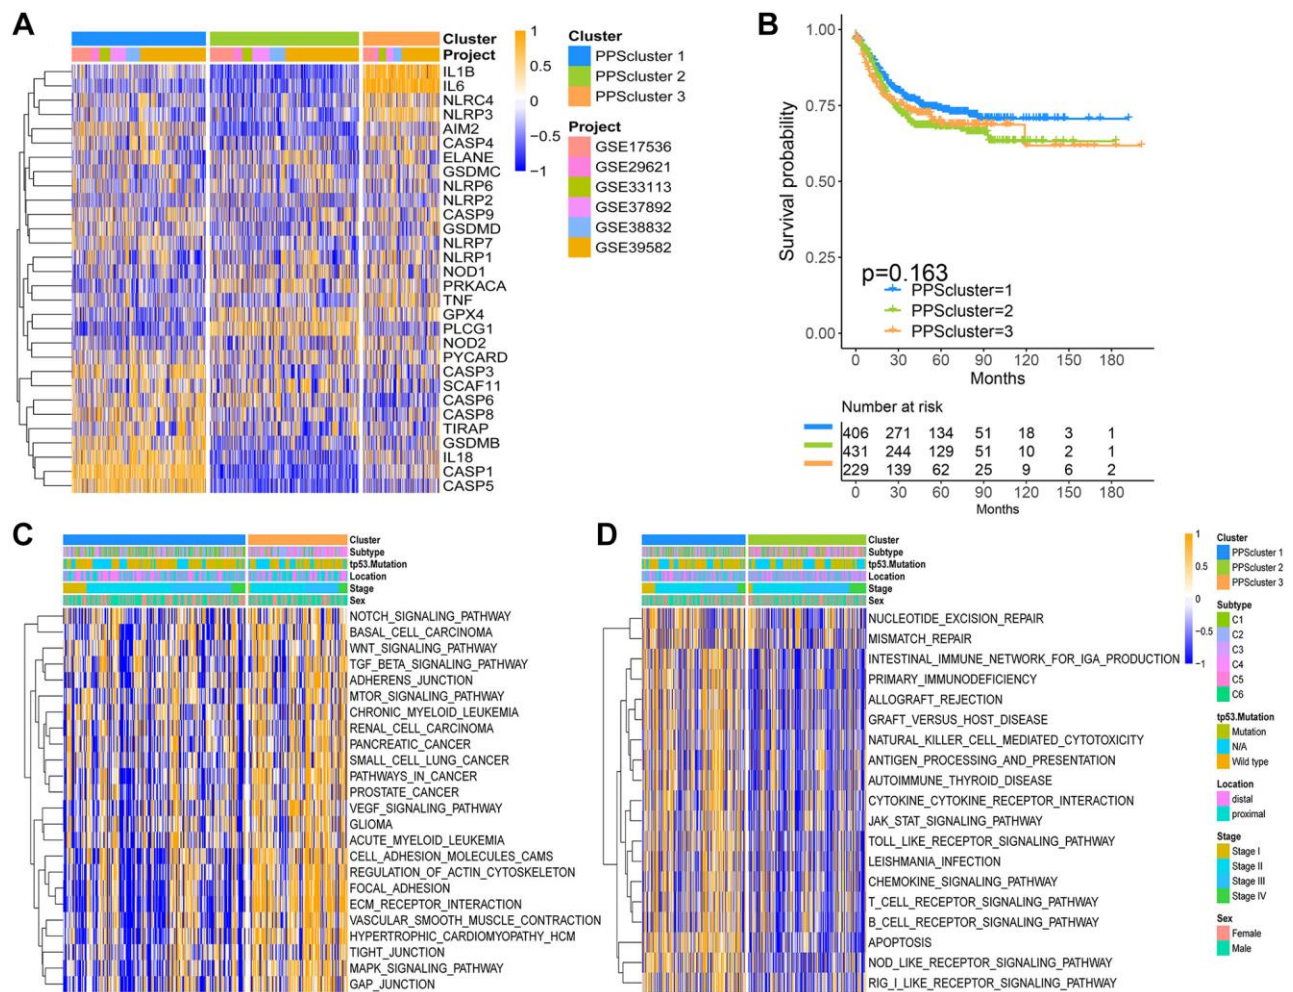 A
Cluster
Project
IL1B
IL6
NLRC4
NLRP3
AIM2
CASP4
ELANE
GSDMC
NLRP6
NLRP2
CASP9
GSDMD
NLRP7
NLRP1
NOD1
PRKACA
TNF
GPX4
PLCG1
NOD2
PYCARD
CASP3
SCAF11
CASP6
CASP8
TIRAP
GSDMB
IL18
CASP1
CASP5
1
0.5
0
−0.5
−1
Cluster
PPScluster 1
PPScluster 2
PPScluster 3
Project
GSE17536
GSE29621
GSE33113
GSE37892
GSE38832
GSE39582
B
Survival probability
1.00
0.75
0.50
0.25
0.00
p=0.163
PPScluster=1
PPScluster=2
PPScluster=3
0 30 60 90 120 150 180
Months
Number at risk
406 271 134 51 18 3 1
431 244 129 51 10 2 1
229 139 62 25 9 6 2
0 30 60 90 120 150 180
Months
C
Cluster
Subtype
tp53.Mutation
Location
Stage
Sex
NOTCH_SIGNALING_PATHWAY
BASAL_CELL_CARCINOMA
WNT_SIGNALING_PATHWAY
TGF_BETA_SIGNALING_PATHWAY
ADHERENS_JUNCTION
MTOR_SIGNALING_PATHWAY
CHRONIC_MYELOID_LEUKEMIA
RENAL_CELL_CARCINOMA
PANCREATIC_CANCER
SMALL_CELL_LUNG_CANCER
PATHWAYS_IN_CANCER
PROSTATE_CANCER
VEGF_SIGNALING_PATHWAY
GLIOMA
ACUTE_MYELOID_LEUKEMIA
CELL_ADHESION_MOLECULES_CAMS
REGULATION_OF_ACTIN_CYTOSKELETON
FOCAL_ADHESION
ECM_RECEPTOR_INTERACTION
VASCULAR_SMOOTH_MUSCLE_CONTRACTION
HYPERTROPHIC_CARDIOMYOPATHY_HCM
TIGHT_JUNCTION
MAPK_SIGNALING_PATHWAY
GAP_JUNCTION
D
Cluster
Subtype
tp53.Mutation
Location
Stage
Sex
NUCLEOTIDE_EXCISION_REPAIR
MISMATCH_REPAIR
INTESTINAL_IMMUNE_NETWORK_FOR_IGA_PRODUCTION
PRIMARY_IMMUNODEFICIENCY
ALLOGRAFT_REJECTION
GRAFT_VERSUS_HOST_DISEASE
NATURAL_KILLER_CELL_MEDIATED_CYTOTOXICITY
ANTIGEN_PROCESSING_AND_PRESENTATION
AUTOIMMUNE_THYROID_DISEASE
CYTOKINE_CYTOKINE_RECEPTOR_INTERACTION
JAK_STAT_SIGNALING_PATHWAY
TOLL_LIKE_RECEPTOR_SIGNALING_PATHWAY
LEISHMANIA_INFECTION
CHEMOKINE_SIGNALING_PATHWAY
T_CELL_RECEPTOR_SIGNALING_PATHWAY
B_CELL_RECEPTOR_SIGNALING_PATHWAY
APOPTOSIS
NOD_LIKE_RECEPTOR_SIGNALING_PATHWAY
RIG_I_LIKE_RECEPTOR_SIGNALING_PATHWAY
1
0.5
0
−0.5
−1
Cluster
PPScluster 1
PPScluster 2
PPScluster 3
Subtype
C1
C2
C3
C4
C5
C6
tp53.Mutation
Mutation
N/A
Wild type
Location
distal
proximal
Stage
Stage I
Stage II
Stage III
Stage IV
Sex
Female
Male